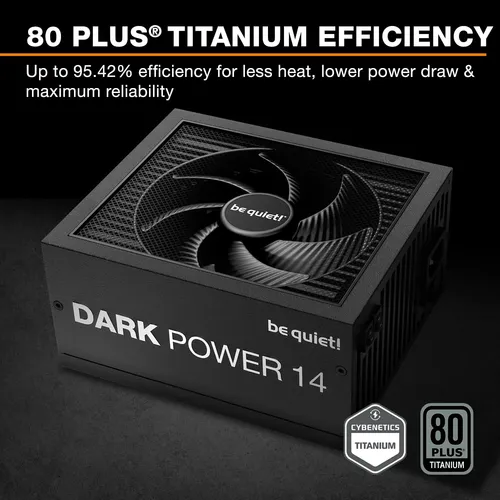 80 PLUS® TITANIUM EFFICIENCY
Up to 95.42% efficiency for less heat, lower power draw &
maximum reliability
be quiet!®
be quiet!
DARK POWER 14
CYBENETICS
TITANIUM
80
PLUS®
TITANIUM